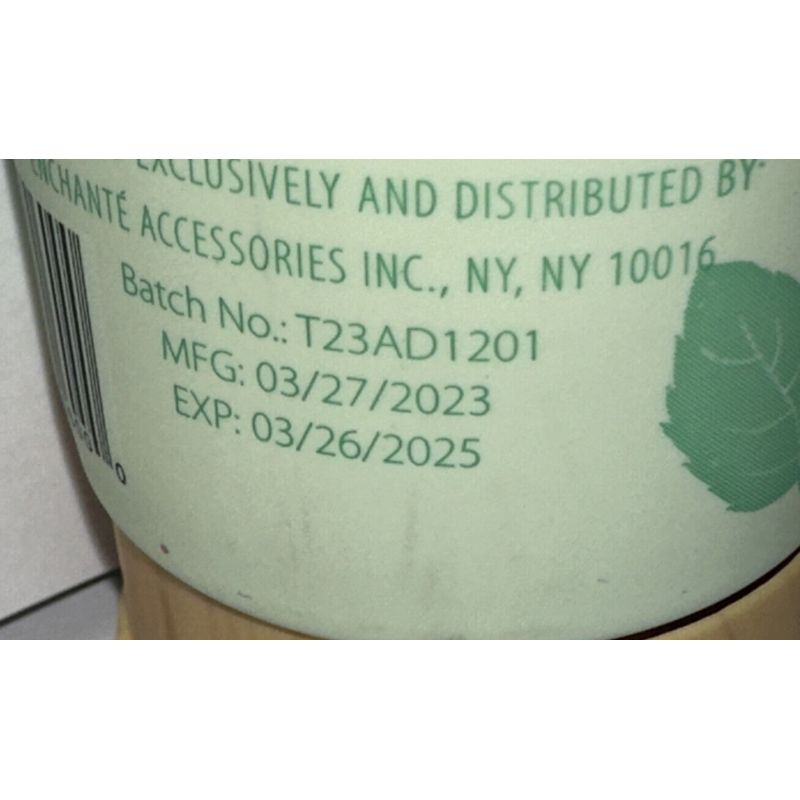 EXCLUSIVELY AND DISTRIBUTED BY:
ENCHANTÉ ACCESSORIES INC., NY, NY 10016
Batch No.: T23AD1201
MFG: 03/27/2023
EXP: 03/26/2025
0